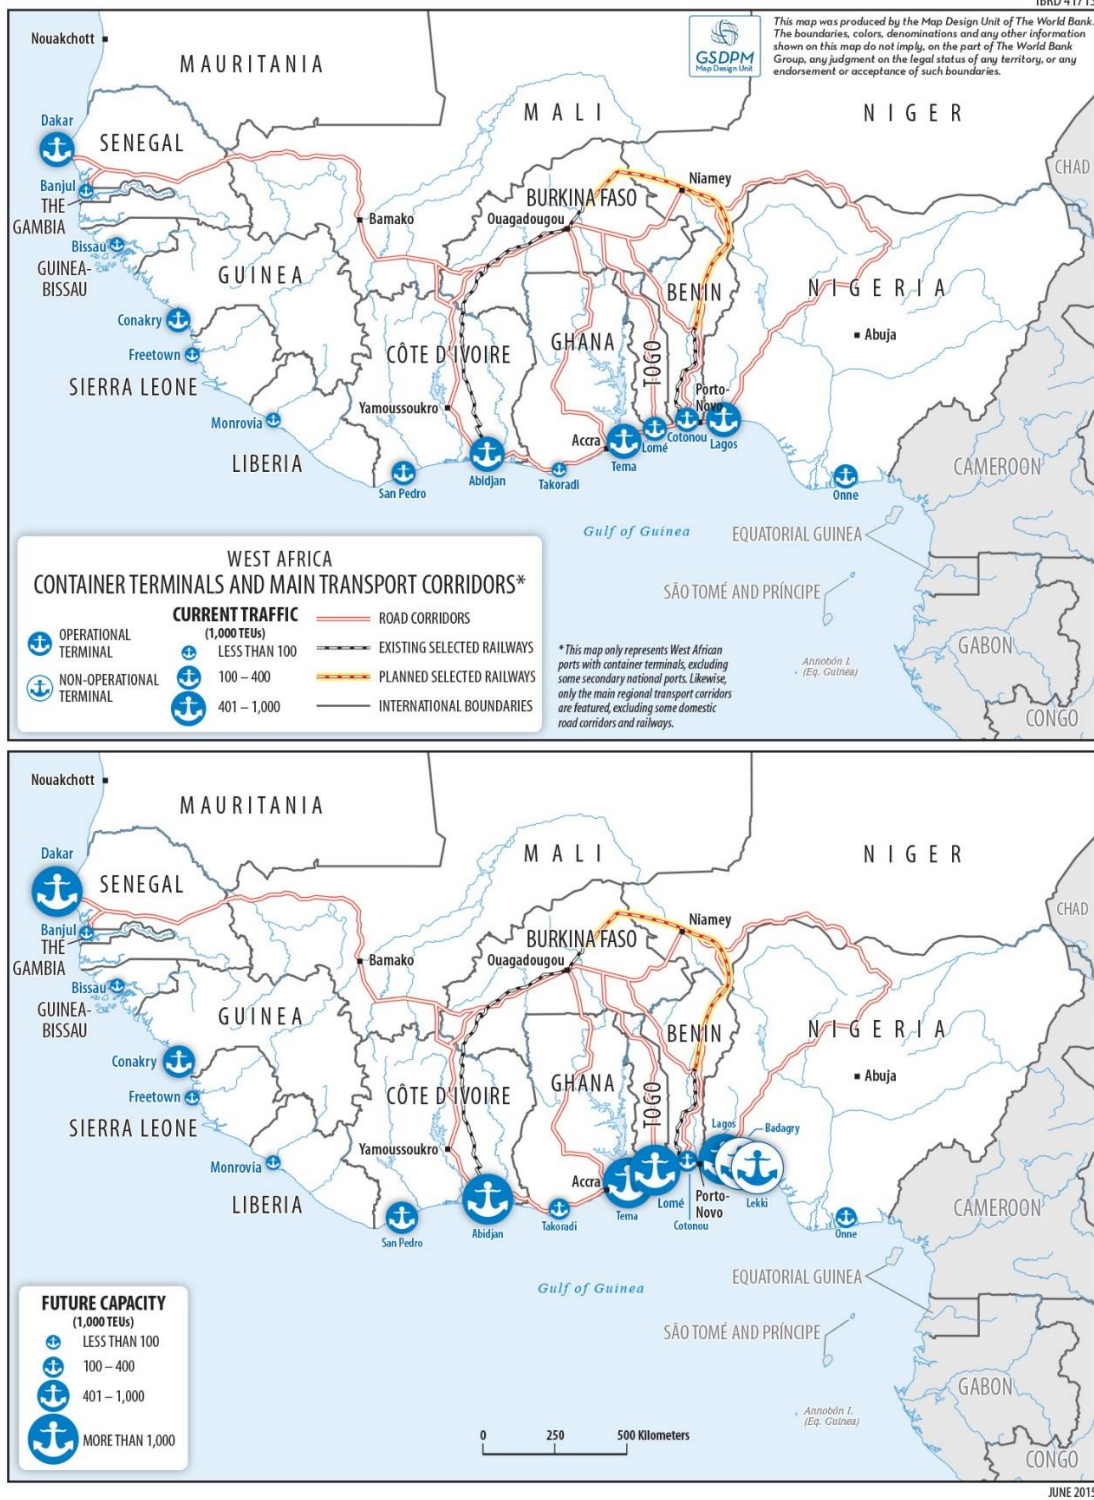 IBRD 41713
This map was produced by the Map Design Unit of The World Bank.
The boundaries, colors, denominations and any other information
shown on this map do not imply, on the part of The World Bank
Group, any judgment on the legal status of any territory, or any
endorsement or acceptance of such boundaries.
GSDPM
Map Design Unit
Nouakchott
MAURITANIA
MALI
NIGER
CHAD
Dakar
SENEGAL
Banjul
THE
GAMBIA
Bissau
GUINEA-
BISSAU
Bamako
BURKINA FASO
Ouagadougou
Niamey
GUINEA
BENIN
NIGERIA
Conakry
Abuja
Freetown
CÔTE D'IVOIRE
GHANA
TOGO
SIERRA LEONE
Yamoussoukro
Porto-
Novo
Monrovia
Accra
Lomé
Cotonou
Lagos
LIBERIA
San Pedro
Abidjan
Takoradi
Tema
Onne
CAMEROON
Gulf of Guinea
EQUATORIAL GUINEA
SÃO TOMÉ AND PRÍNCIPE
GABON
Annobón I.
(Eq. Guinea)
CONGO
WEST AFRICA
CONTAINER TERMINALS AND MAIN TRANSPORT CORRIDORS*
OPERATIONAL
TERMINAL
NON-OPERATIONAL
TERMINAL
CURRENT TRAFFIC
(1,000 TEUs)
LESS THAN 100
100 – 400
401 – 1,000
ROAD CORRIDORS
EXISTING SELECTED RAILWAYS
PLANNED SELECTED RAILWAYS
INTERNATIONAL BOUNDARIES
*This map only represents West African
ports with container terminals, excluding
some secondary national ports. Likewise,
only the main regional transport corridors
are featured, excluding some domestic
road corridors and railways.
Nouakchott
MAURITANIA
MALI
NIGER
CHAD
Dakar
SENEGAL
Banjul
THE
GAMBIA
Bissau
GUINEA-
BISSAU
Bamako
BURKINA FASO
Ouagadougou
Niamey
GUINEA
BENIN
NIGERIA
Conakry
Abuja
Freetown
CÔTE D'IVOIRE
GHANA
TOGO
SIERRA LEONE
Lagos
Badagry
Yamoussoukro
Monrovia
Accra
Porto-
Novo
LIBERIA
San Pedro
Abidjan
Takoradi
Tema
Lomé
Cotonou
Lekki
Onne
CAMEROON
Gulf of Guinea
EQUATORIAL GUINEA
SÃO TOMÉ AND PRÍNCIPE
GABON
Annobón I.
(Eq. Guinea)
CONGO
FUTURE CAPACITY
(1,000 TEUs)
LESS THAN 100
100 – 400
401 – 1,000
MORE THAN 1,000
0 250 500 Kilometers
JUNE 2015